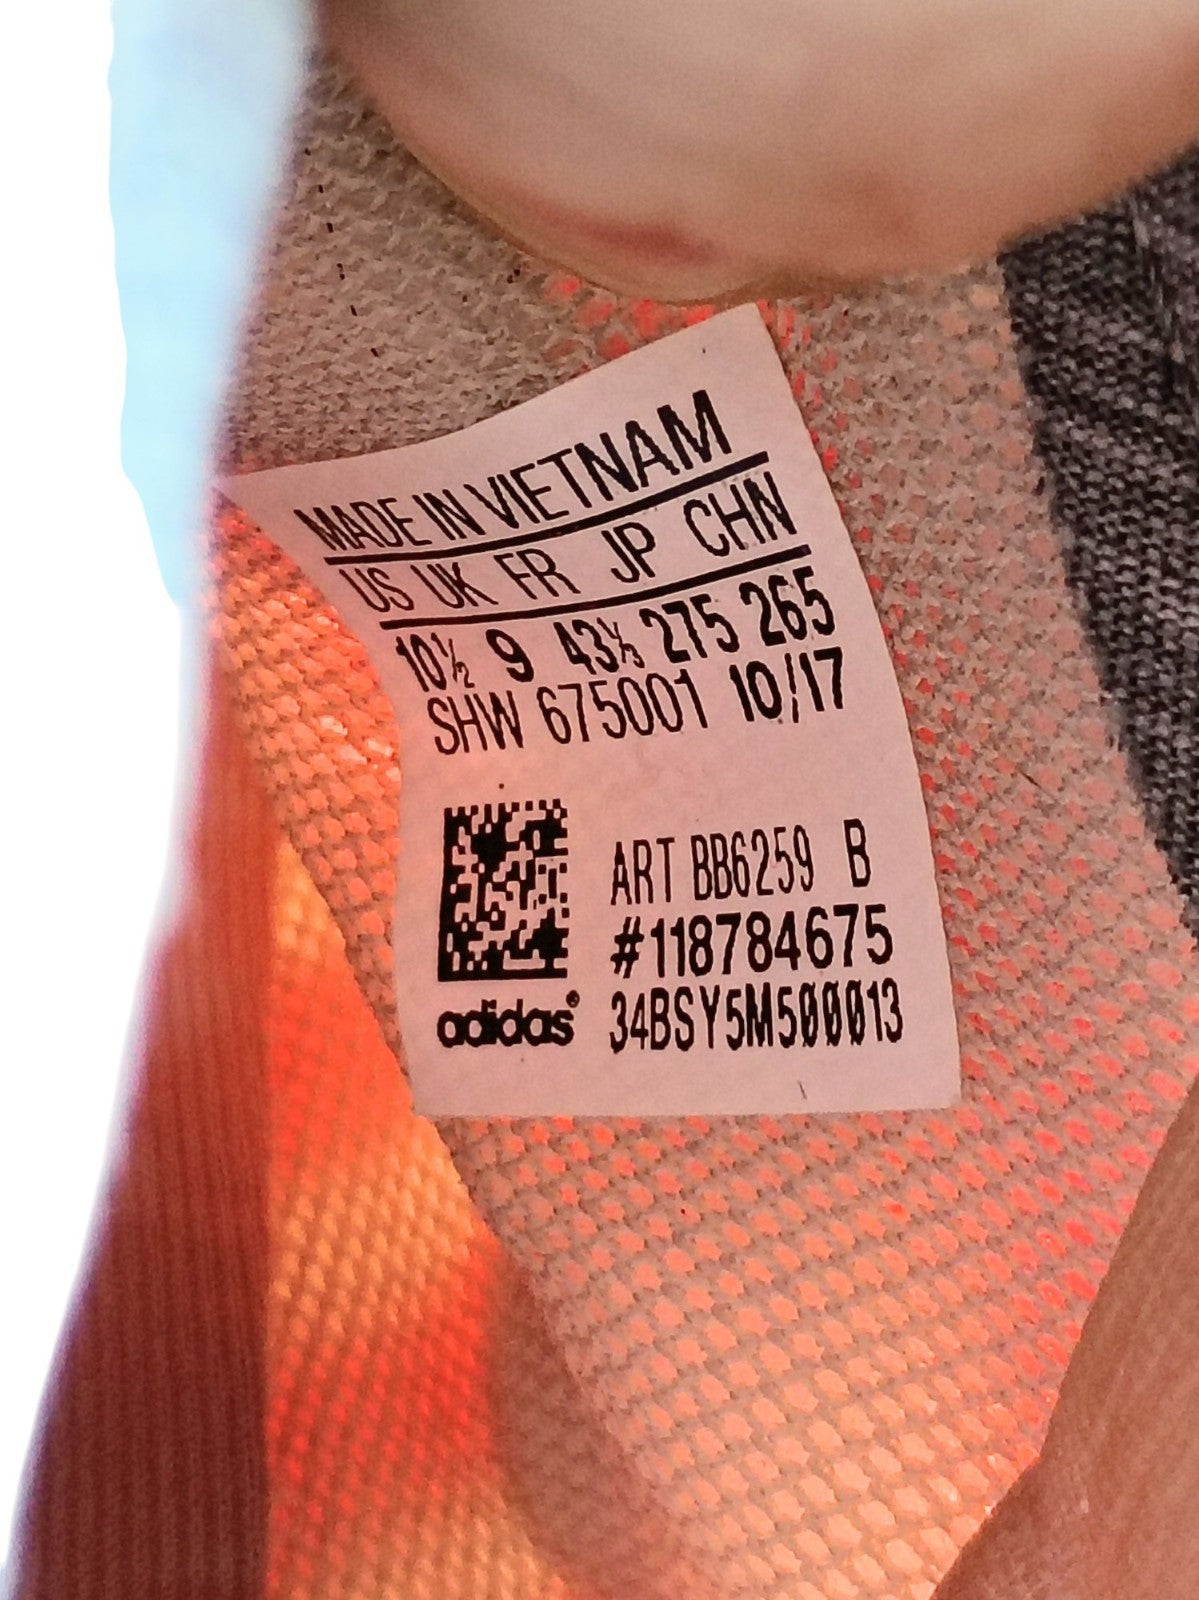 MADE IN VIETNAM
US UK FR JP CHN
10½ 9 43⅓ 275 265
SHW 675001 10/17
ART BB6259 B
#118784675
adidas® 34BSY5M500013